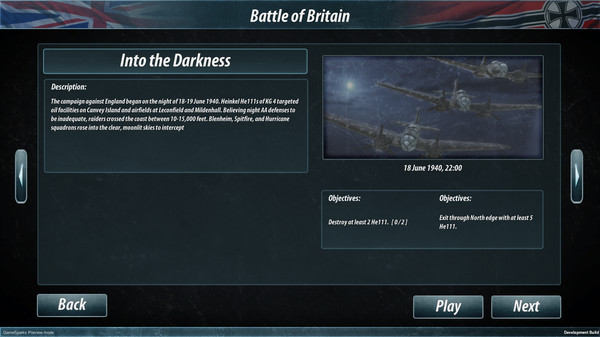 Battle of Britain
Into the Darkness
Description:
The campaign against England began on the night of 18-19 June 1940. Heinkel He111s of KG 4 targeted
oil facilities on Canvey Island and airfields at Leconfield and Mildenhall. Believing night AA defenses to
be inadequate, raiders crossed the coast between 10-15,000 feet. Blenheim, Spitfire, and Hurricane
squadrons rose into the clear, moonlit skies to intercept
18 June 1940, 22:00
Objectives:
Destroy at least 2 He111. [ 0 / 2 ]
Objectives:
Exit through North edge with at least 5
He111.
Back
Play
Next
GameSparks Preview mode
Development Build